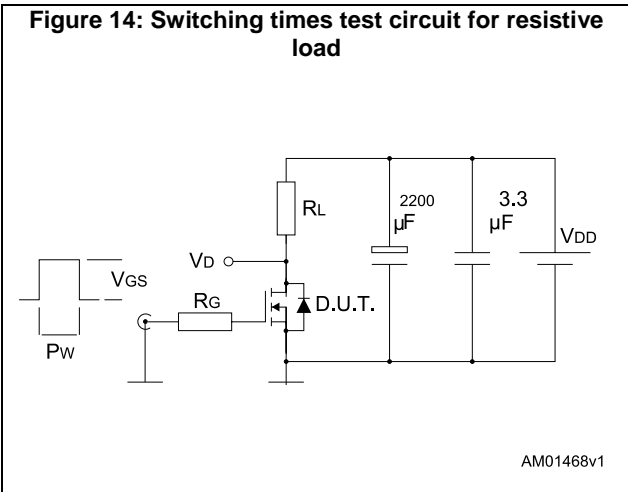 Figure 14: Switching times test circuit for resistive
load
2200
µF
3.3
µF
RL
VDD
VD
VGS
RG
D.U.T.
PW
AM01468v1